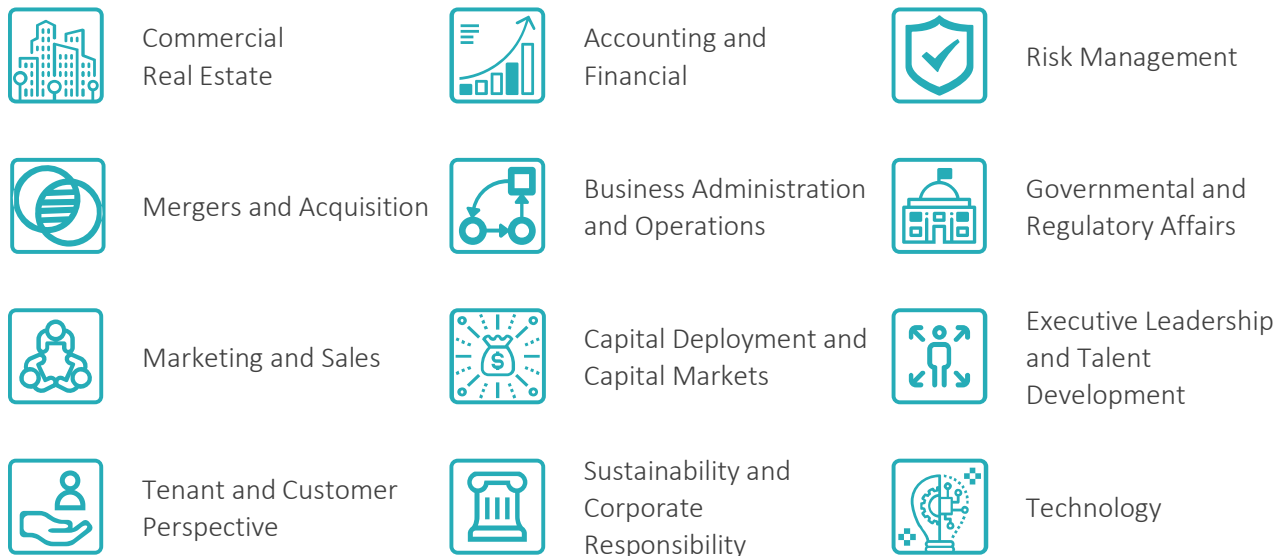 Commercial
Real Estate
Accounting and
Financial
Risk Management
Mergers and Acquisition
Business Administration
and Operations
Governmental and
Regulatory Affairs
Marketing and Sales
$
Capital Deployment and
Capital Markets
Executive Leadership
and Talent
Development
Tenant and Customer
Perspective
Sustainability and
Corporate
Responsibility
Technology